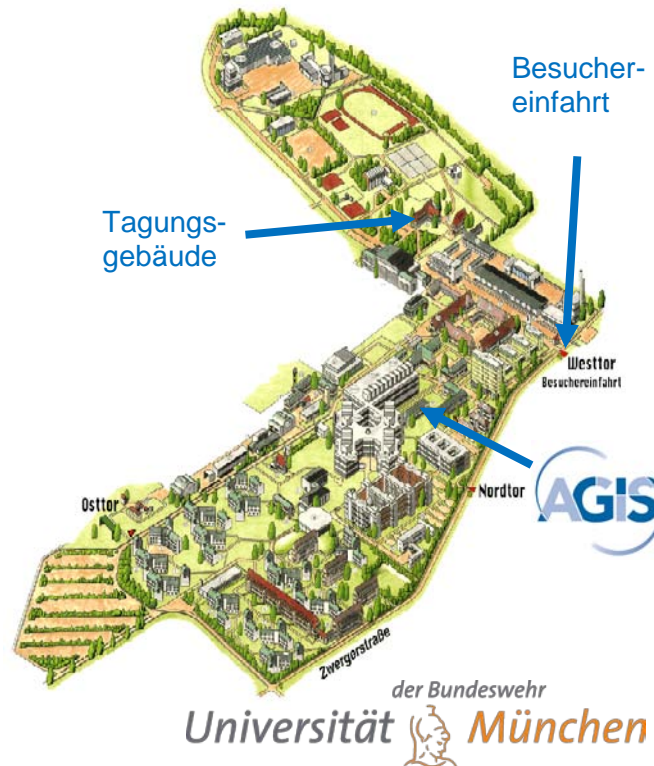 Besucher-
einfahrt
Tagungs-
gebäude
Westtor
Besuchereinfahrt
AGIS
Nordtor
Osttor
Zwergerstraße
der Bundeswehr
Universität München